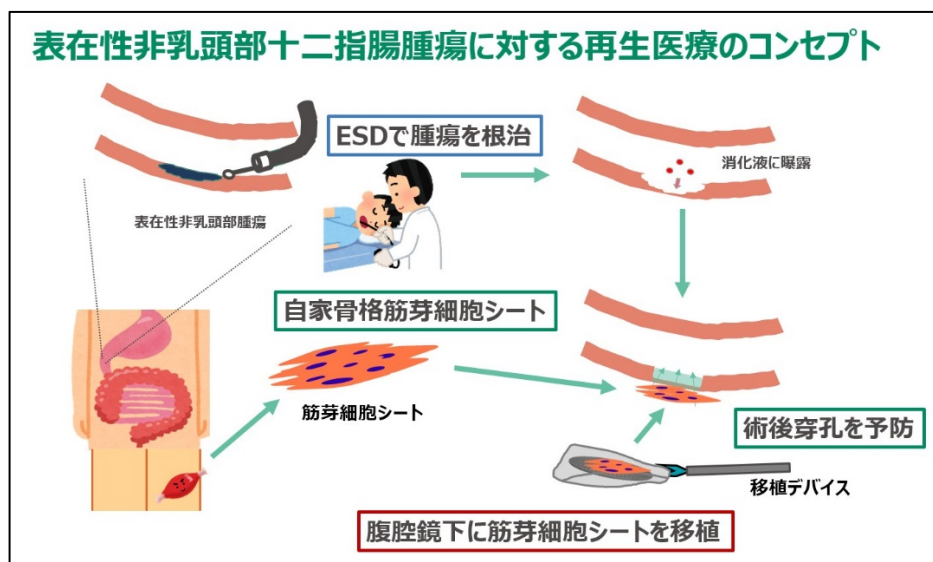 表在性非乳頭部十二指腸腫瘍に対する再生医療のコンセプト
ESDで腫瘍を根治
消化液に曝露
表在性非乳頭部腫瘍
自家骨格筋芽細胞シート
筋芽細胞シート
術後穿孔を予防
移植デバイス
腹腔鏡下に筋芽細胞シートを移植